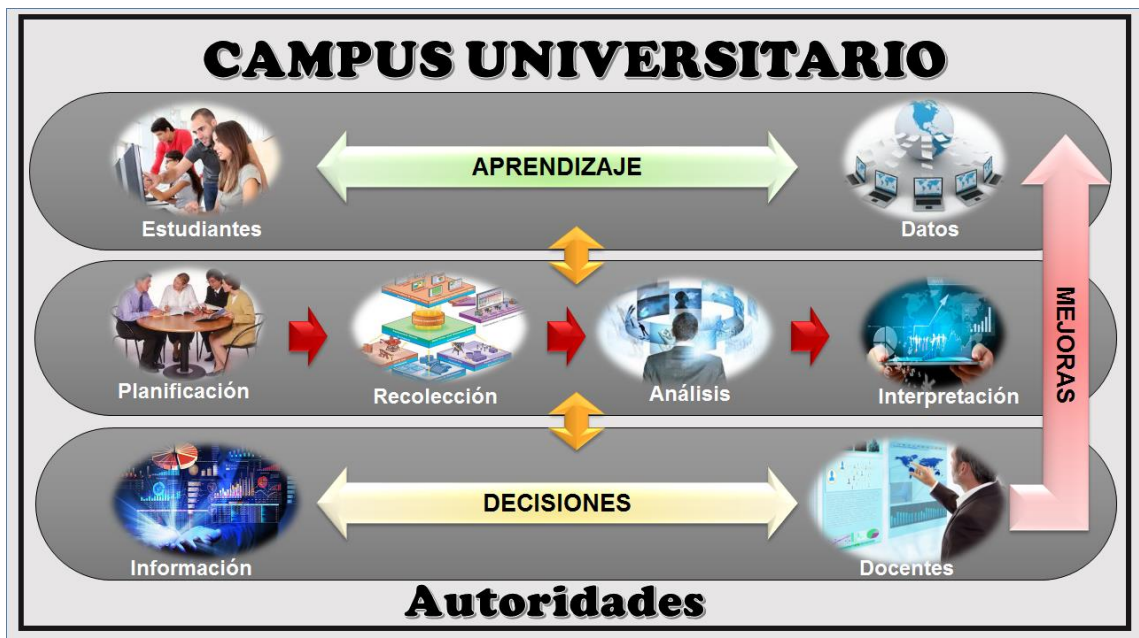 CAMPUS UNIVERSITARIO
APRENDIZAJE
Estudiantes
Datos
MEJORAS
Planificación
Recolección
Análisis
Interpretación
DECISIONES
Información
Docentes
Autoridades